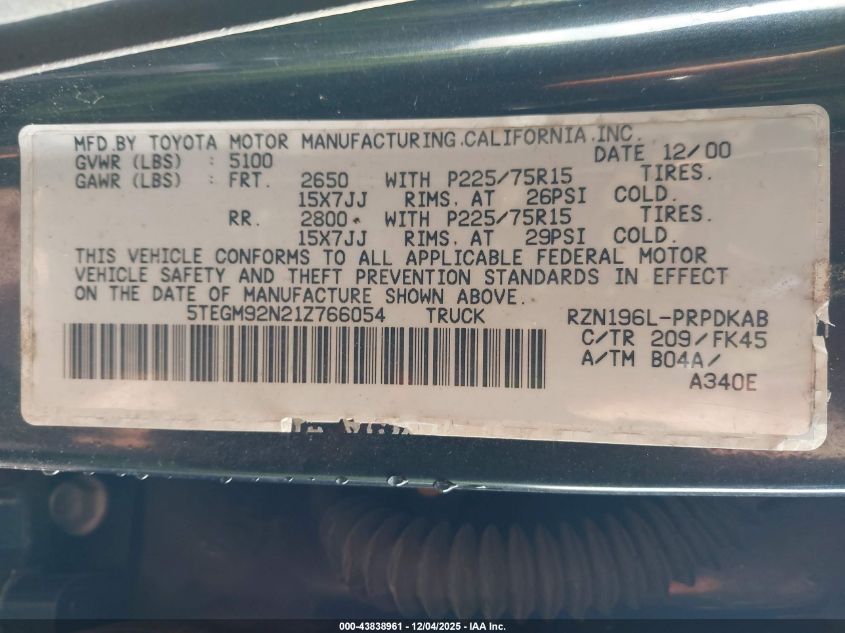 MFD.BY TOYOTA MOTOR MANUFACTURING.CALIFORNIA.INC.
GVWR (LBS) : 5100 DATE 12/00
GAWR (LBS) : FRT. 2650 WITH P225/75R15 TIRES.
15X7JJ RIMS. AT 26PSI COLD.
RR. 2800 WITH P225/75R15 TIRES.
15X7JJ RIMS. AT 29PSI COLD.
THIS VEHICLE CONFORMS TO ALL APPLICABLE FEDERAL MOTOR
VEHICLE SAFETY AND THEFT PREVENTION STANDARDS IN EFFECT
ON THE DATE OF MANUFACTURE SHOWN ABOVE.
5TEGM92N21Z766054 TRUCK RZN196L-PRPDKAB
C/TR 209/FK45
A/TM B04A/
A340E
000-43838961 - 12/04/2025 - IAA Inc.